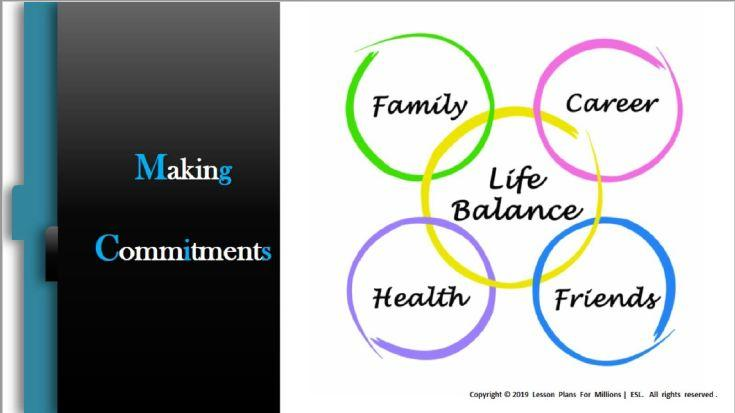 Making
Commitments
Family
Career
Life
Balance
Health
Friends
Copyright © 2019 Lesson Plans For Millions | ESL. All rights reserved .